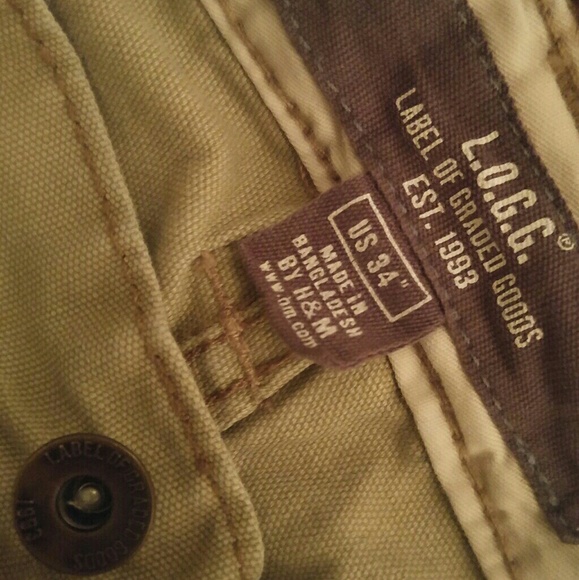 L.O.G.G.®
LABEL OF GRADED GOODS
EST. 1993
US 34"
MADE IN
BANGLADESH
BY H&M
www.hm.com
LABEL OF GRADED GOODS
1993